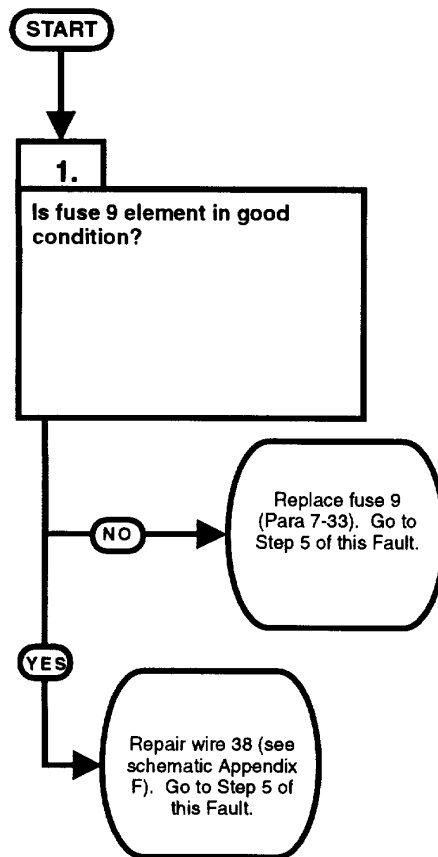 START
1.
Is fuse 9 element in good
condition?
NO
Replace fuse 9
(Para 7-33). Go to
Step 5 of this Fault.
YES
Repair wire 38 (see
schematic Appendix
F). Go to Step 5 of
this Fault.